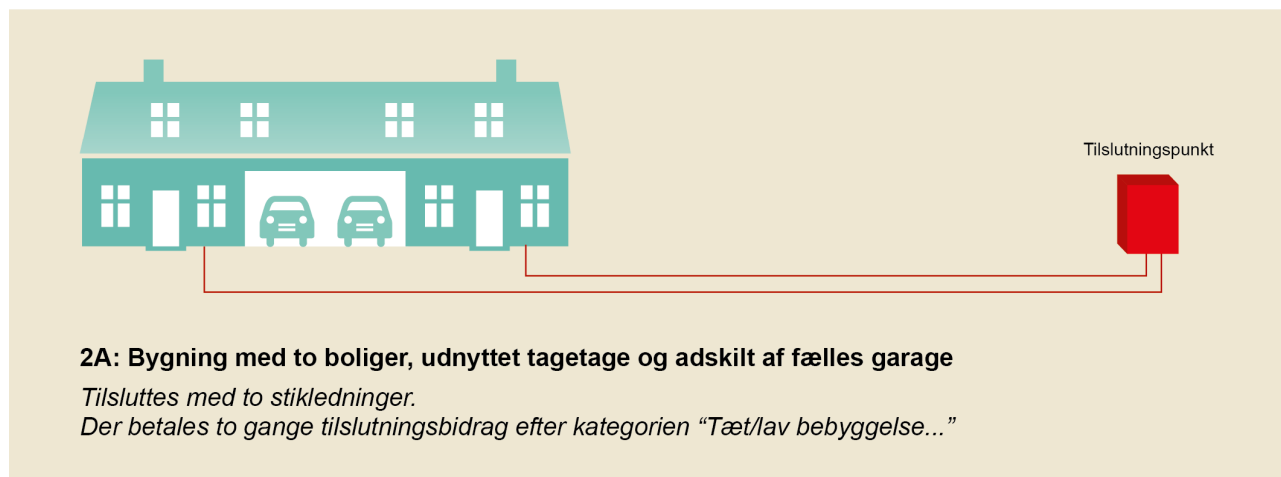 Tilslutningspunkt
2A: Bygning med to boliger, udnyttet tagetage og adskilt af fælles garage
Tilsluttes med to stikledninger.
Der betales to gange tilslutningsbidrag efter kategorien “Tæt/lav bebyggelse...”